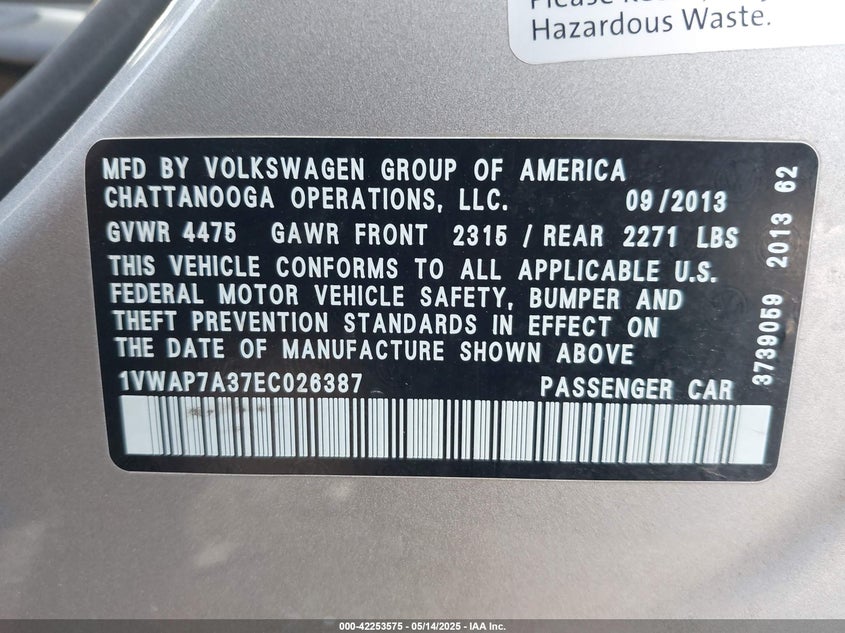 Hazardous Waste.
MFD BY VOLKSWAGEN GROUP OF AMERICA
CHATTANOOGA OPERATIONS, LLC. 09/2013
GVWR 4475 GAWR FRONT 2315 / REAR 2271 LBS
THIS VEHICLE CONFORMS TO ALL APPLICABLE U.S.
FEDERAL MOTOR VEHICLE SAFETY, BUMPER AND
THEFT PREVENTION STANDARDS IN EFFECT ON
THE DATE OF MANUFACTURE SHOWN ABOVE
1VWAP7A37EC026387 PASSENGER CAR
3739059 2013 62
000-42253575 - 05/14/2025 - IAA Inc.